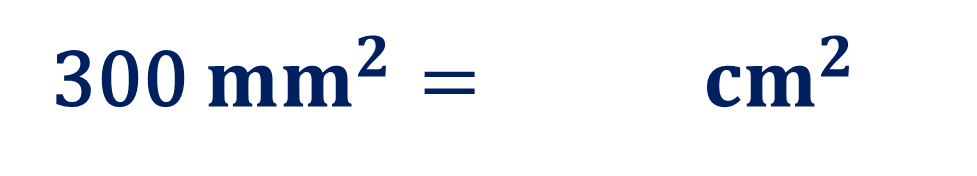 300 mm² = cm²